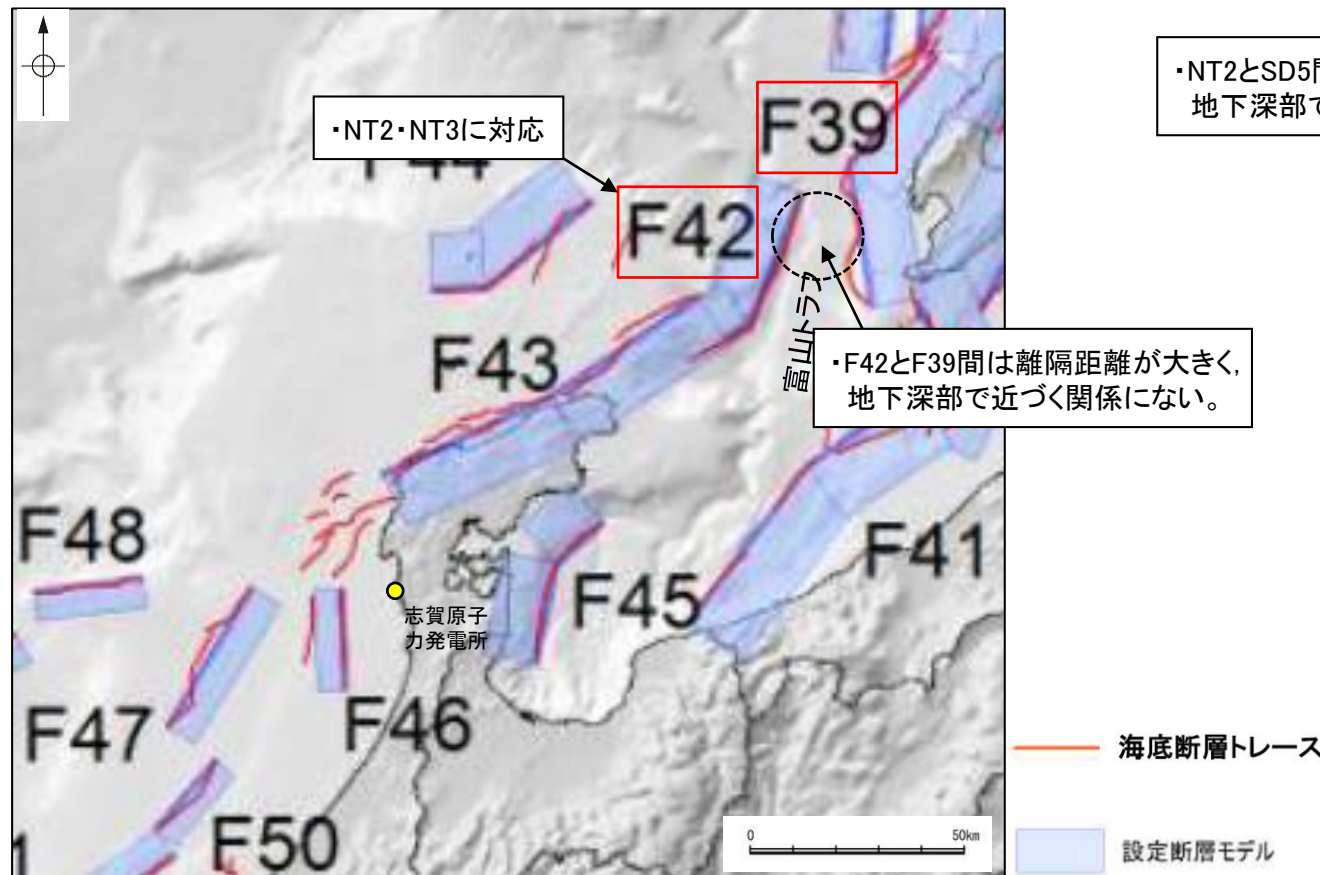 ・NT2とSD5間
地下深部で
F39
・NT2・NT3に対応
F44
F42
富山トラフ
・F42とF39間は離隔距離が大きく,
地下深部で近づく関係にない。
F43
F48
志賀原子
力発電所
F45
F41
F47
F46
F50
1
0 50km
海底断層トレース
設定断層モデル